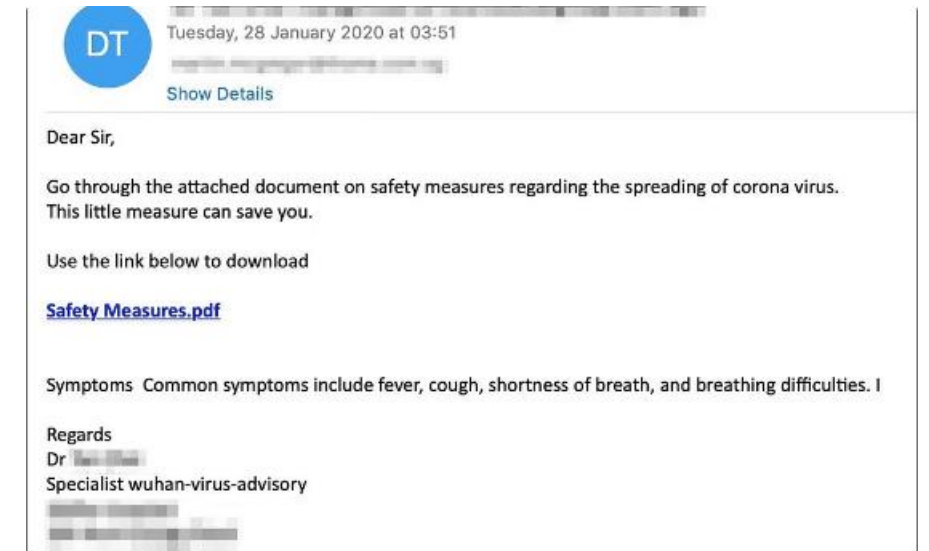 DT
Tuesday, 28 January 2020 at 03:51
Show Details
Dear Sir,
Go through the attached document on safety measures regarding the spreading of corona virus.
This little measure can save you.
Use the link below to download
Safety Measures.pdf
Symptoms  Common symptoms include fever, cough, shortness of breath, and breathing difficulties. I
Regards
Dr
Specialist wuhan-virus-advisory